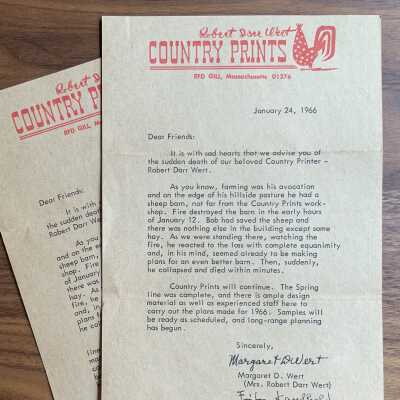 Robert Darr Wert
COUNTRY PRINTS
RFD GILL, Massachusetts 01376
January 24, 1966
Dear Friends:
It is with sad hearts that we advise you of
the sudden death of our beloved Country Printer -
Robert Darr Wert.
As you know, farming was his avocation
and on the edge of his hillside pasture he had a
sheep barn, not far from the Country Prints work-
shop. Fire destroyed the barn in the early hours
of January 12. Bob had saved the sheep and
there was nothing else in the building except some
hay. As we were standing there, watching the
fire, he reacted to the loss with complete equanimity
and, in his mind, seemed already to be making
plans for an even better barn. Then, suddenly,
he collapsed and died within minutes.
Country Prints will continue. The Spring
line was complete, and there is ample design
material as well as experienced staff here to
carry out the plans made for 1966. Samples will
be ready as scheduled, and long-range planning
has begun.
Sincerely,
Margaret D Wert
Margaret D. Wert
(Mrs. Robert Darr Wert)
Robert D
COUNTRY PR
RFD GILL, Massach
Dear Friends:
It is with
the sudden
Robert Darr
As you
and on the e
sheep barn,
shop. Fire
of January
there was
hay. As
fire, he
and, in
plans fo
he colla
line
mate
car
be
h